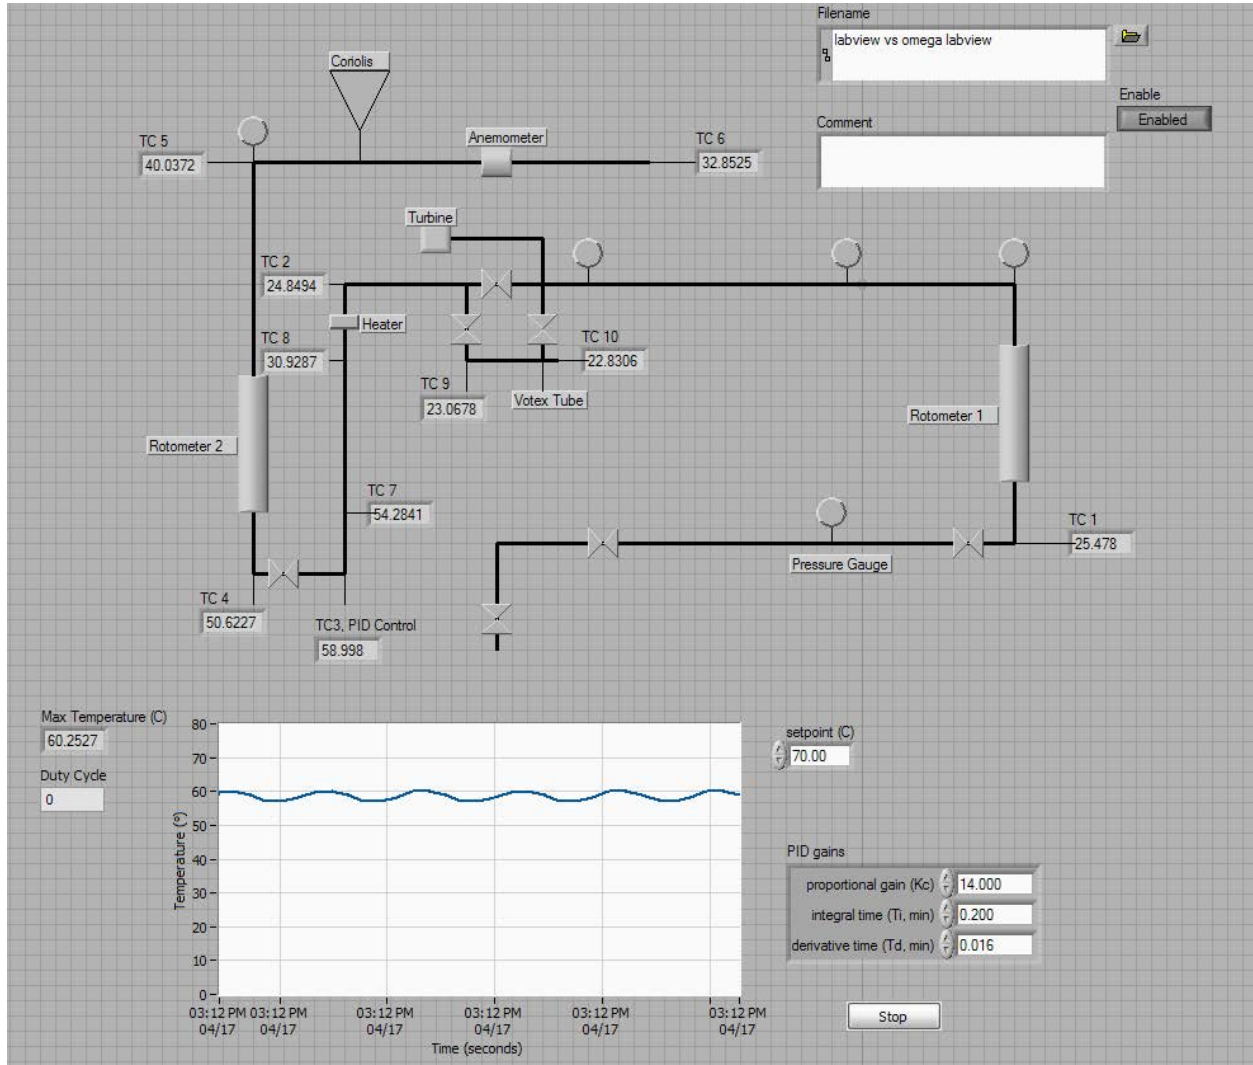 Filename
labview vs omega labview
Enable
Enabled
Comment
Coriolis
TC 5
40.0372
Anemometer
TC 6
32.8525
Turbine
TC 2
24.8494
Heater
TC 8
30.9287
TC 10
22.8306
TC 9
23.0678
Votex Tube
Rotometer 1
Rotometer 2
TC 7
54.2841
TC 1
25.478
Pressure Gauge
TC 4
50.6227
TC3, PID Control
58.998
Max Temperature (C)
60.2527
Duty Cycle
0
Temperature (°)
80
70
60
50
40
30
20
10
0
03:12 PM 03:12 PM 03:12 PM 03:12 PM 03:12 PM 03:12 PM
04/17 04/17 04/17 04/17 04/17 04/17
Time (seconds)
setpoint (C)
70.00
PID gains
proportional gain (Kc) 14.000
integral time (Ti, min) 0.200
derivative time (Td, min) 0.016
Stop